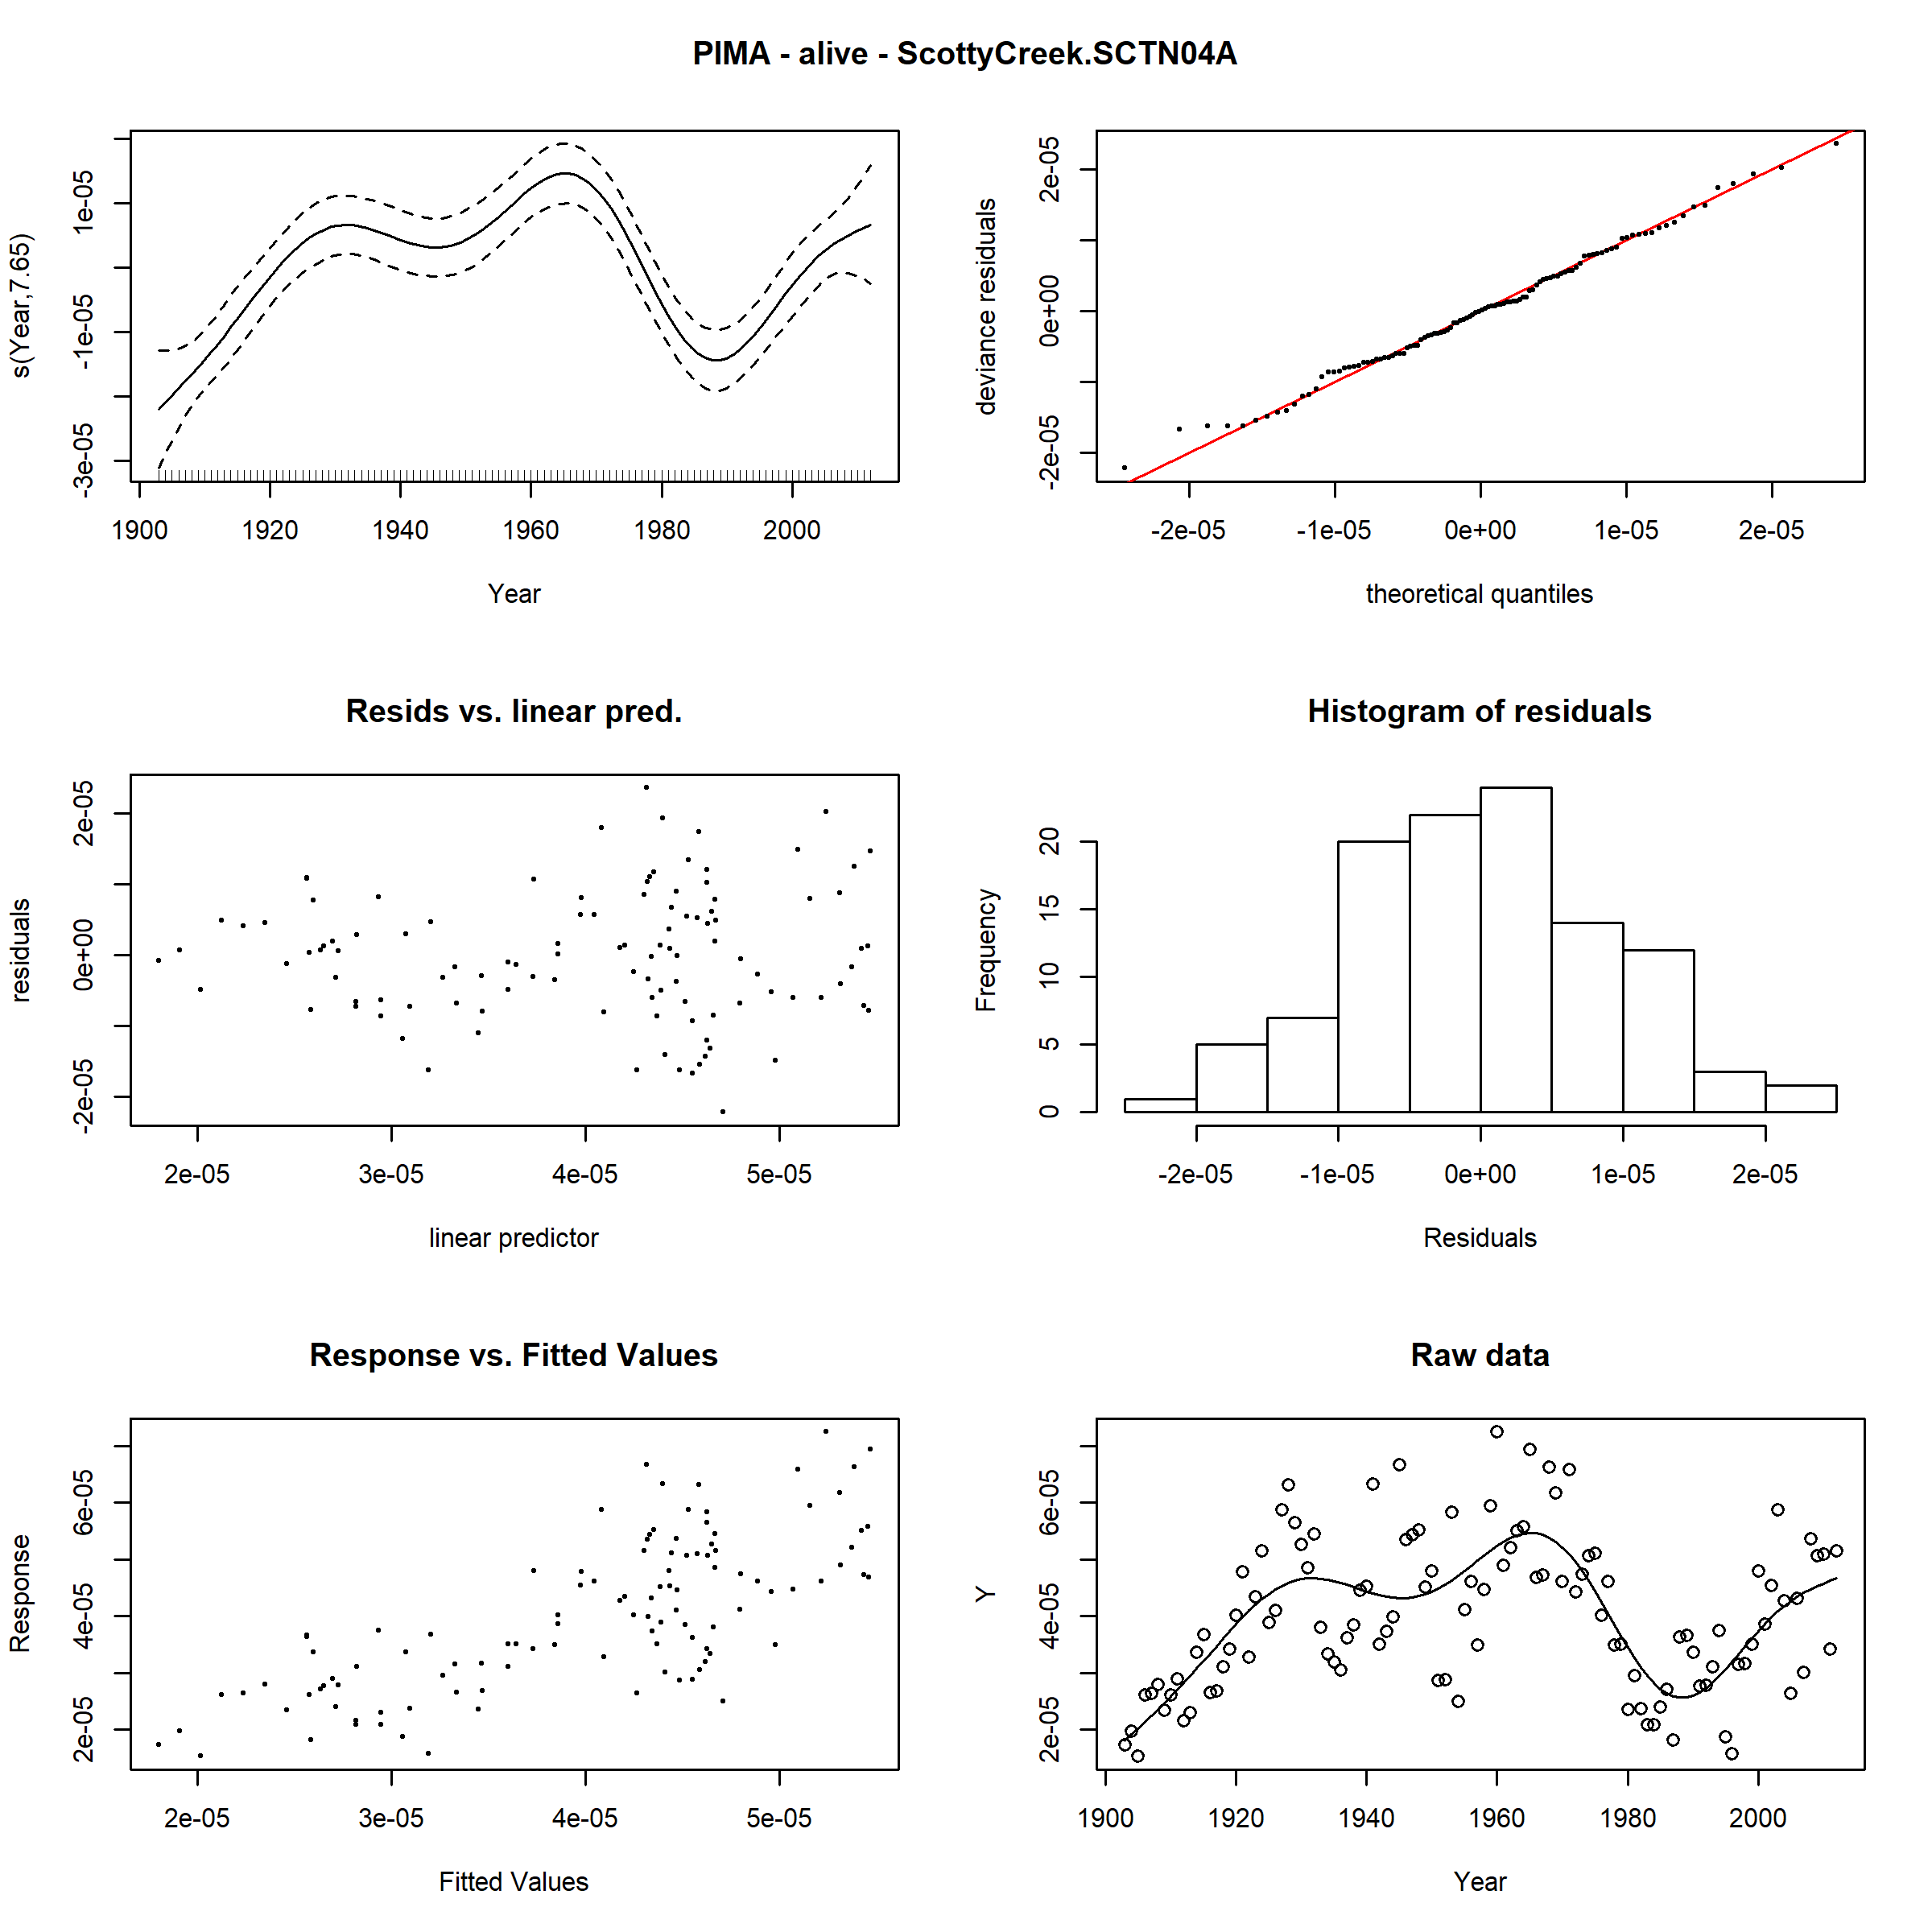 PIMA - alive - ScottyCreek.SCTN04A
s(Year,7.65)
-3e-05 -1e-05 1e-05
1900 1920 1940 1960 1980 2000
Year
deviance residuals
-2e-05 0e+00 2e-05
-2e-05 -1e-05 0e+00 1e-05 2e-05
theoretical quantiles
Resids vs. linear pred.
residuals
-2e-05 0e+00 2e-05
2e-05 3e-05 4e-05 5e-05
linear predictor
Histogram of residuals
Frequency
0 5 10 15 20
-2e-05 -1e-05 0e+00 1e-05 2e-05
Residuals
Response vs. Fitted Values
Response
2e-05 4e-05 6e-05
2e-05 3e-05 4e-05 5e-05
Fitted Values
Raw data
Y
2e-05 4e-05 6e-05
1900 1920 1940 1960 1980 2000
Year